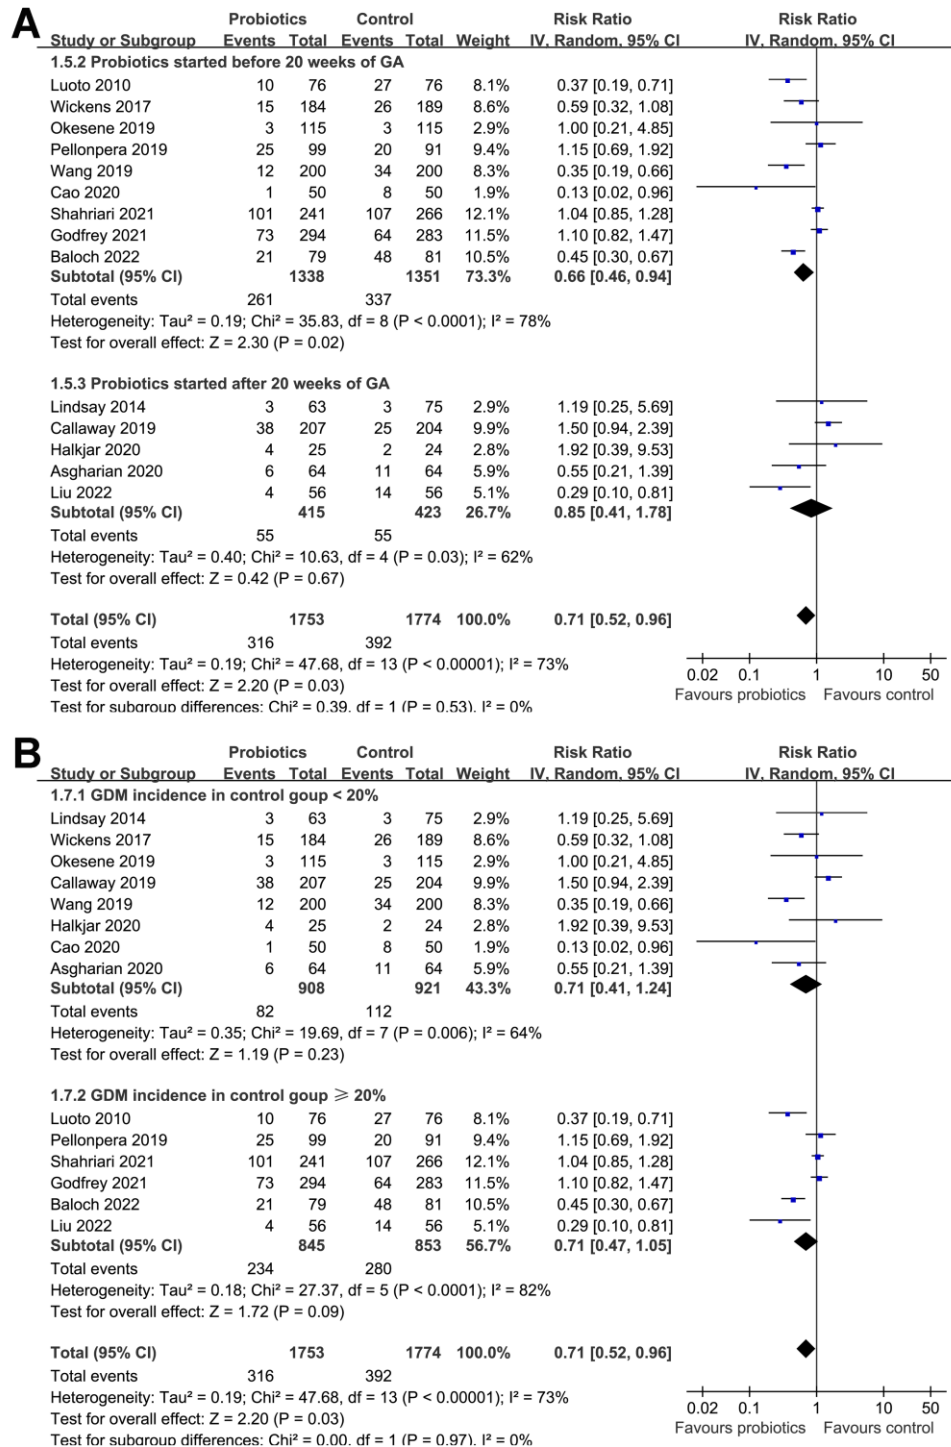 A
Probiotics Control Risk Ratio Risk Ratio
Study or Subgroup Events Total Events Total Weight IV, Random, 95% CI IV, Random, 95% CI
1.5.2 Probiotics started before 20 weeks of GA
Luoto 2010 10 76 27 76 8.1% 0.37 [0.19, 0.71]
Wickens 2017 15 184 26 189 8.6% 0.59 [0.32, 1.08]
Okesene 2019 3 115 3 115 2.9% 1.00 [0.21, 4.85]
Pellonpera 2019 25 99 20 91 9.4% 1.15 [0.69, 1.92]
Wang 2019 12 200 34 200 8.3% 0.35 [0.19, 0.66]
Cao 2020 1 50 8 50 1.9% 0.13 [0.02, 0.96]
Shahriari 2021 101 241 107 266 12.1% 1.04 [0.85, 1.28]
Godfrey 2021 73 294 64 283 11.5% 1.10 [0.82, 1.47]
Baloch 2022 21 79 48 81 10.5% 0.45 [0.30, 0.67]
Subtotal (95% CI) 1338 1351 73.3% 0.66 [0.46, 0.94]
Total events 261 337
Heterogeneity: Tau² = 0.19; Chi² = 35.83, df = 8 (P < 0.0001); I² = 78%
Test for overall effect: Z = 2.30 (P = 0.02)
1.5.3 Probiotics started after 20 weeks of GA
Lindsay 2014 3 63 3 75 2.9% 1.19 [0.25, 5.69]
Callaway 2019 38 207 25 204 9.9% 1.50 [0.94, 2.39]
Halkjar 2020 4 25 2 24 2.8% 1.92 [0.39, 9.53]
Asgharian 2020 6 64 11 64 5.9% 0.55 [0.21, 1.39]
Liu 2022 4 56 14 56 5.1% 0.29 [0.10, 0.81]
Subtotal (95% CI) 415 423 26.7% 0.85 [0.41, 1.78]
Total events 55 55
Heterogeneity: Tau² = 0.40; Chi² = 10.63, df = 4 (P = 0.03); I² = 62%
Test for overall effect: Z = 0.42 (P = 0.67)
Total (95% CI) 1753 1774 100.0% 0.71 [0.52, 0.96]
Total events 316 392
Heterogeneity: Tau² = 0.19; Chi² = 47.68, df = 13 (P < 0.00001); I² = 73%
Test for overall effect: Z = 2.20 (P = 0.03)
Test for subgroup differences: Chi² = 0.39, df = 1 (P = 0.53), I² = 0%
0.02 0.1 1 10 50
Favours probiotics Favours control
B
Probiotics Control Risk Ratio Risk Ratio
Study or Subgroup Events Total Events Total Weight IV, Random, 95% CI IV, Random, 95% CI
1.7.1 GDM incidence in control goup < 20%
Lindsay 2014 3 63 3 75 2.9% 1.19 [0.25, 5.69]
Wickens 2017 15 184 26 189 8.6% 0.59 [0.32, 1.08]
Okesene 2019 3 115 3 115 2.9% 1.00 [0.21, 4.85]
Callaway 2019 38 207 25 204 9.9% 1.50 [0.94, 2.39]
Wang 2019 12 200 34 200 8.3% 0.35 [0.19, 0.66]
Halkjar 2020 4 25 2 24 2.8% 1.92 [0.39, 9.53]
Cao 2020 1 50 8 50 1.9% 0.13 [0.02, 0.96]
Asgharian 2020 6 64 11 64 5.9% 0.55 [0.21, 1.39]
Subtotal (95% CI) 908 921 43.3% 0.71 [0.41, 1.24]
Total events 82 112
Heterogeneity: Tau² = 0.35; Chi² = 19.69, df = 7 (P = 0.006); I² = 64%
Test for overall effect: Z = 1.19 (P = 0.23)
1.7.2 GDM incidence in control goup ⩾ 20%
Luoto 2010 10 76 27 76 8.1% 0.37 [0.19, 0.71]
Pellonpera 2019 25 99 20 91 9.4% 1.15 [0.69, 1.92]
Shahriari 2021 101 241 107 266 12.1% 1.04 [0.85, 1.28]
Godfrey 2021 73 294 64 283 11.5% 1.10 [0.82, 1.47]
Baloch 2022 21 79 48 81 10.5% 0.45 [0.30, 0.67]
Liu 2022 4 56 14 56 5.1% 0.29 [0.10, 0.81]
Subtotal (95% CI) 845 853 56.7% 0.71 [0.47, 1.05]
Total events 234 280
Heterogeneity: Tau² = 0.18; Chi² = 27.37, df = 5 (P < 0.0001); I² = 82%
Test for overall effect: Z = 1.72 (P = 0.09)
Total (95% CI) 1753 1774 100.0% 0.71 [0.52, 0.96]
Total events 316 392
Heterogeneity: Tau² = 0.19; Chi² = 47.68, df = 13 (P < 0.00001); I² = 73%
Test for overall effect: Z = 2.20 (P = 0.03)
Test for subgroup differences: Chi² = 0.00, df = 1 (P = 0.97), I² = 0%
0.02 0.1 1 10 50
Favours probiotics Favours control